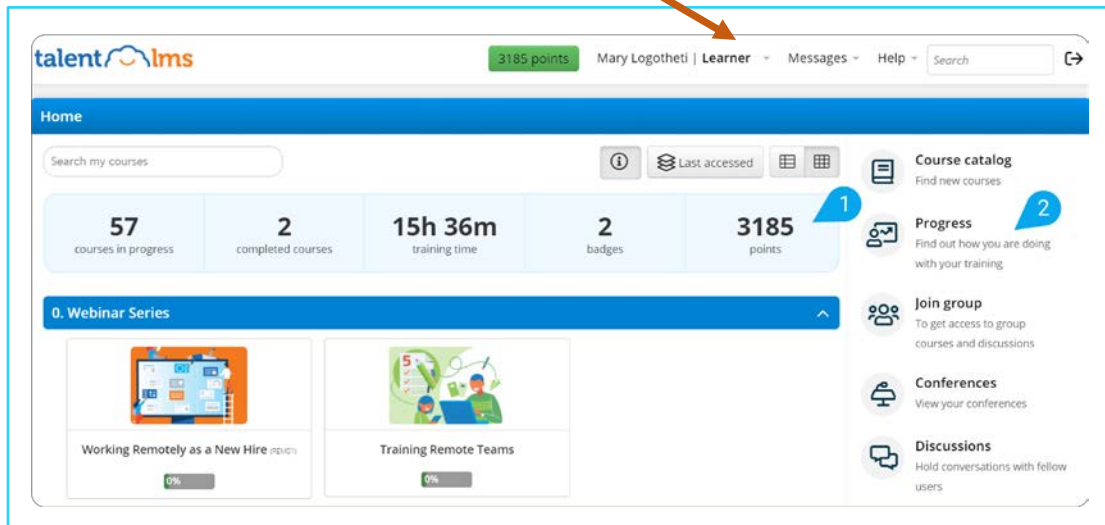 talentlms
3185 points
Mary Logotheti | Learner
Messages
Help
Search
Home
Search my courses
Last accessed
57
courses in progress
2
completed courses
15h 36m
training time
2
badges
3185
points
1
0. Webinar Series
5
Working Remotely as a New Hire
0%
Training Remote Teams
0%
Course catalog
Find new courses
Progress
2
Find out how you are doing
with your training
Join group
To get access to group
courses and discussions
Conferences
View your conferences
Discussions
Hold conversations with fellow
users